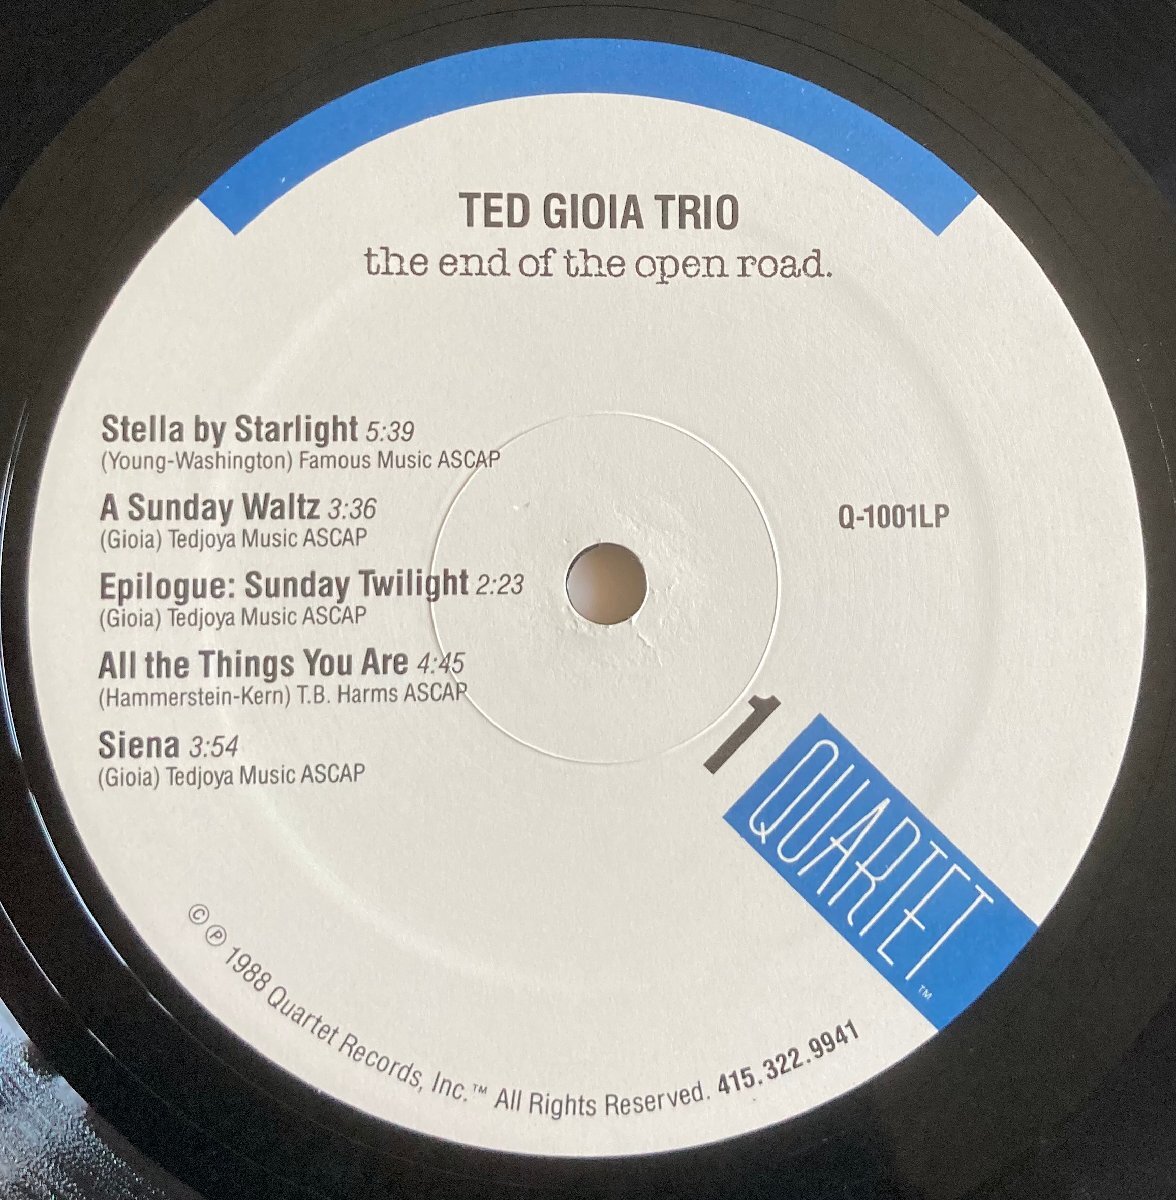 TED GIOIA TRIO
the end of the open road.
Stella by Starlight 5:39
(Young-Washington) Famous Music ASCAP
A Sunday Waltz 3:36
(Gioia) Tedjoya Music ASCAP
Epilogue: Sunday Twilight 2:23
(Gioia) Tedjoya Music ASCAP
All the Things You Are 4:45
(Hammerstein-Kern) T.B. Harms ASCAP
Siena 3:54
(Gioia) Tedjoya Music ASCAP
Q-1001LP
1
QUARTET ™
© ℗ 1988 Quartet Records, Inc.™ All Rights Reserved. 415.322.9941